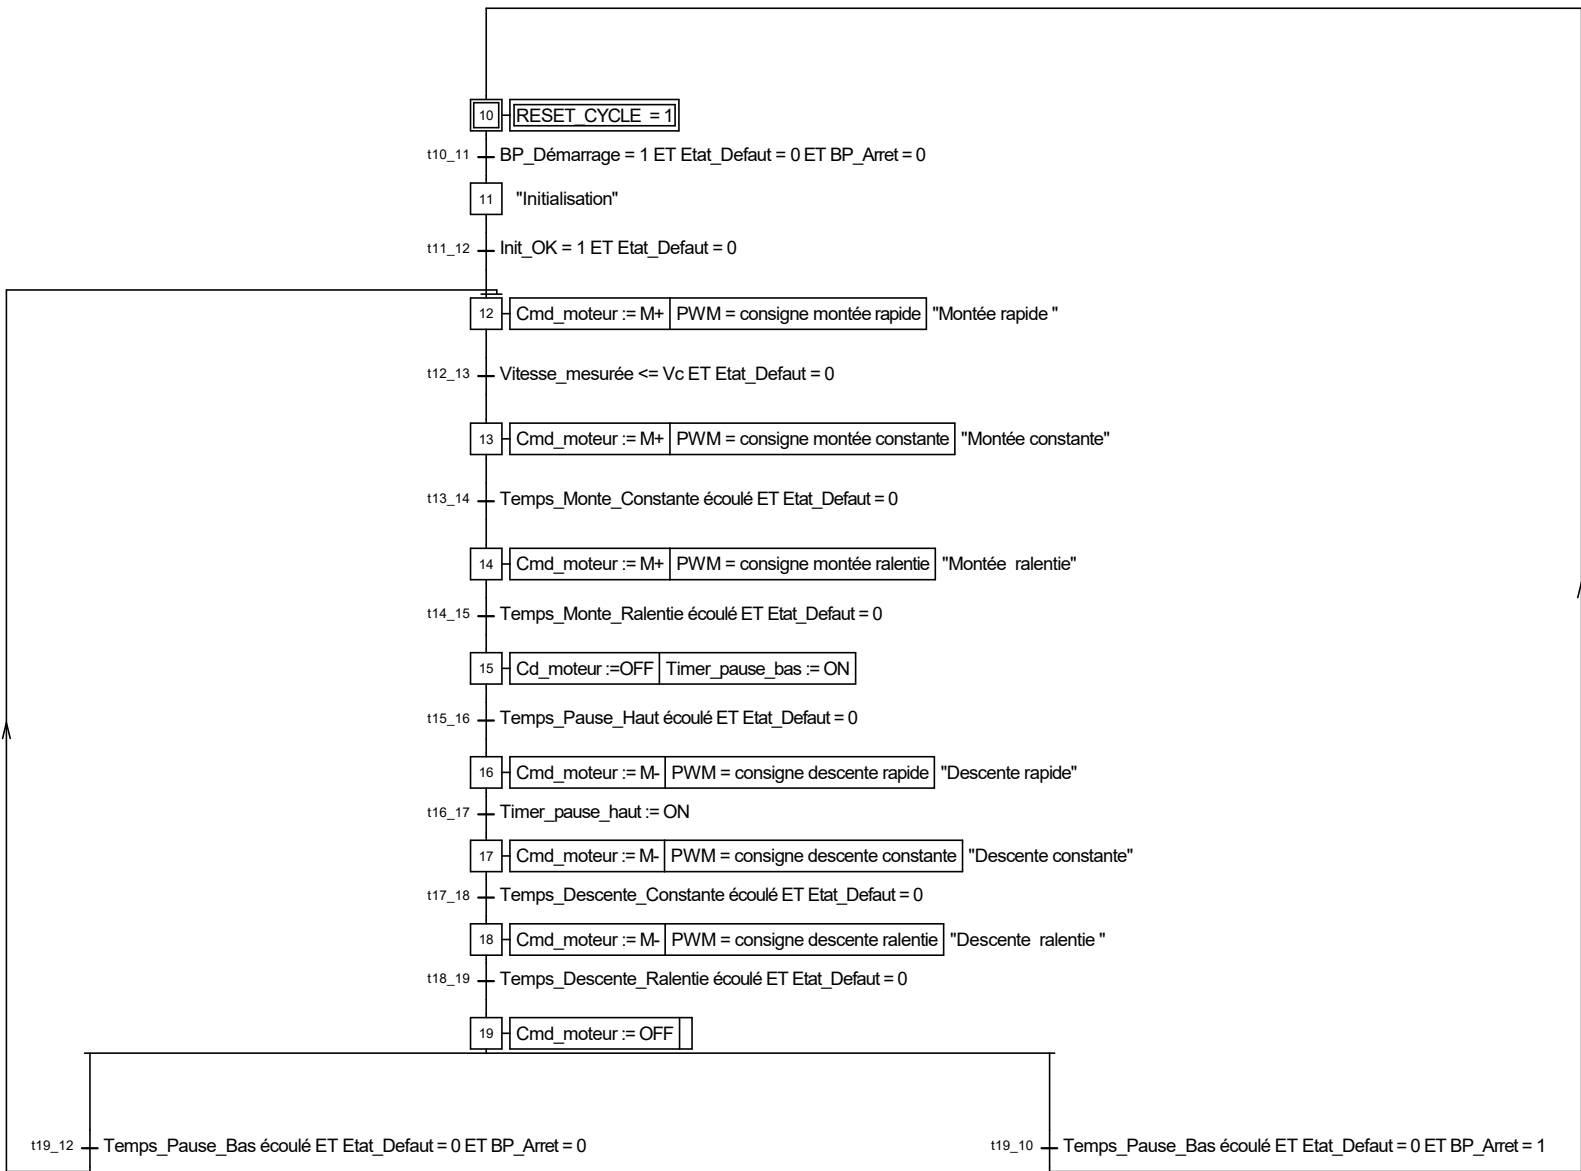 10 RESET_CYCLE = 1
t10_11 BP_Démarrage = 1 ET Etat_Defaut = 0 ET BP_Arret = 0
11 "Initialisation"
t11_12 Init_OK = 1 ET Etat_Defaut = 0
12 Cmd_moteur := M+ PWM = consigne montée rapide "Montée rapide "
t12_13 Vitesse_mesurée <= Vc ET Etat_Defaut = 0
13 Cmd_moteur := M+ PWM = consigne montée constante "Montée constante"
t13_14 Temps_Monte_Constante écoulé ET Etat_Defaut = 0
14 Cmd_moteur := M+ PWM = consigne montée ralentie "Montée ralentie"
t14_15 Temps_Monte_Ralentie écoulé ET Etat_Defaut = 0
15 Cd_moteur :=OFF Timer_pause_bas := ON
t15_16 Temps_Pause_Haut écoulé ET Etat_Defaut = 0
16 Cmd_moteur := M- PWM = consigne descente rapide "Descente rapide"
t16_17 Timer_pause_haut := ON
17 Cmd_moteur := M- PWM = consigne descente constante "Descente constante"
t17_18 Temps_Descente_Constante écoulé ET Etat_Defaut = 0
18 Cmd_moteur := M- PWM = consigne descente ralentie "Descente ralentie "
t18_19 Temps_Descente_Ralentie écoulé ET Etat_Defaut = 0
19 Cmd_moteur := OFF
t19_12 Temps_Pause_Bas écoulé ET Etat_Defaut = 0 ET BP_Arret = 0
t19_10 Temps_Pause_Bas écoulé ET Etat_Defaut = 0 ET BP_Arret = 1